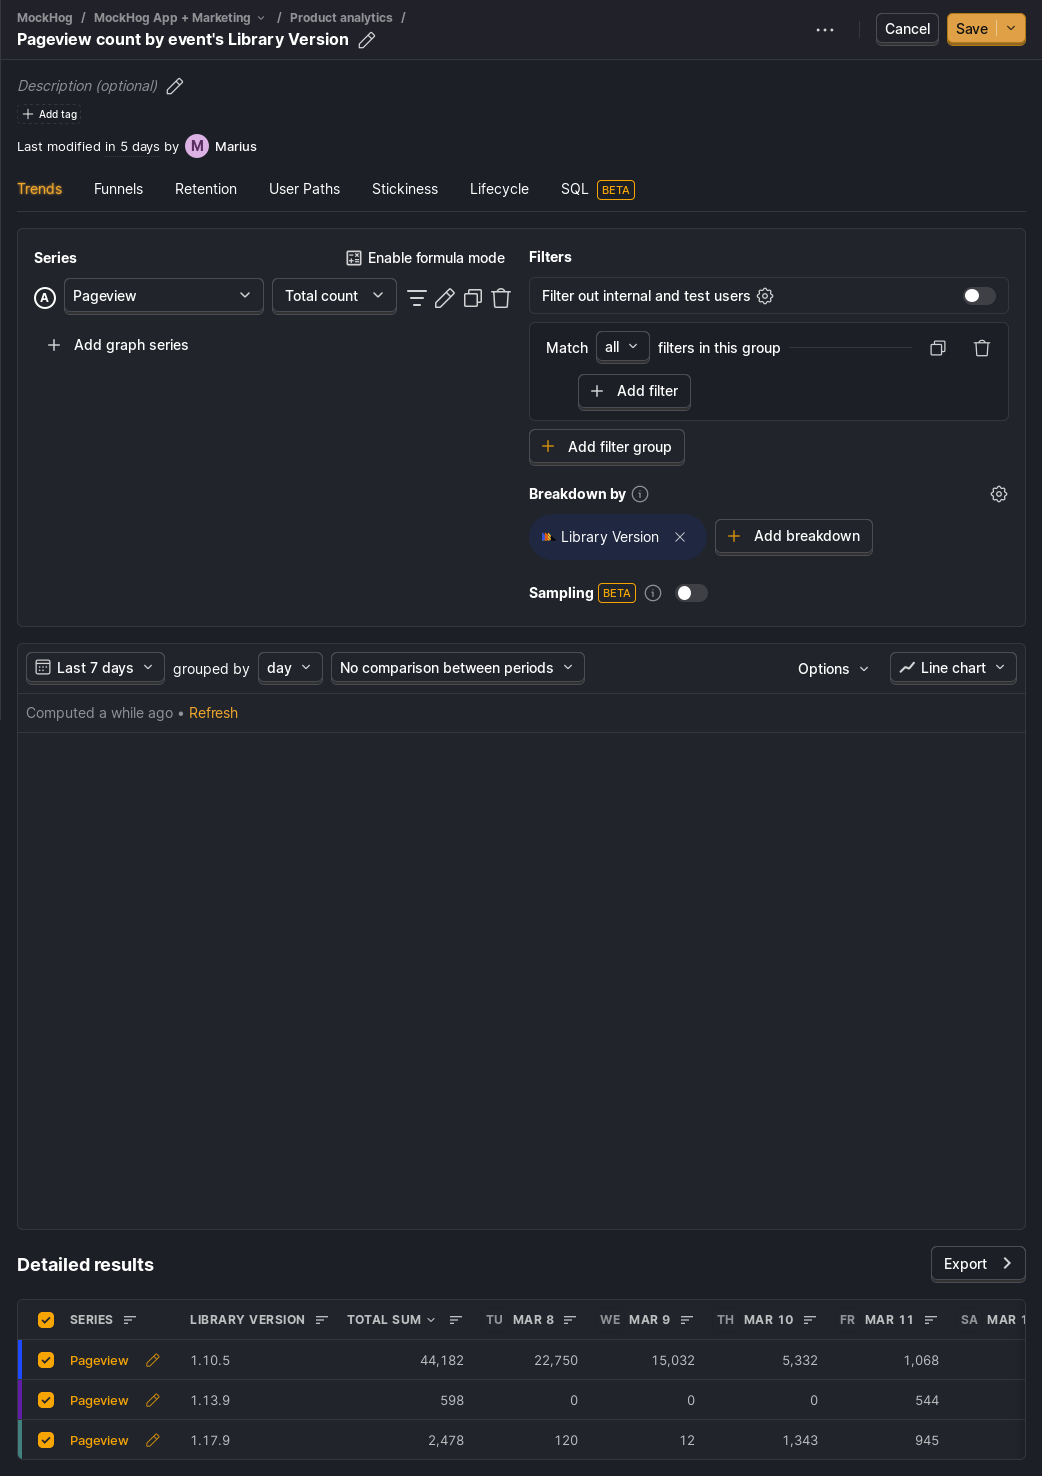 MockHog / MockHog App + Marketing / Product analytics /
Pageview count by event's Library Version
Cancel
Save
Description (optional)
Add tag
Last modified in 5 days by M Marius
Trends Funnels Retention User Paths Stickiness Lifecycle SQL BETA
Series
Enable formula mode
A Pageview Total count
Add graph series
Filters
Filter out internal and test users
Match all filters in this group
Add filter
Add filter group
Breakdown by
Library Version
Add breakdown
Sampling BETA
Last 7 days grouped by day No comparison between periods Options Line chart
Computed a while ago • Refresh
Detailed results
Export
SERIES LIBRARY VERSION TOTAL SUM TU MAR 8 WE MAR 9 TH MAR 10 FR MAR 11 SA MAR 1
Pageview 1.10.5 44,182 22,750 15,032 5,332 1,068
Pageview 1.13.9 598 0 0 0 544
Pageview 1.17.9 2,478 120 12 1,343 945